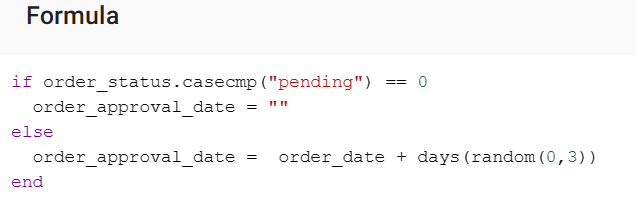 Formula
if order_status.casecmp("pending") == 0
  order_approval_date = ""
else
  order_approval_date =  order_date + days(random(0,3))
end